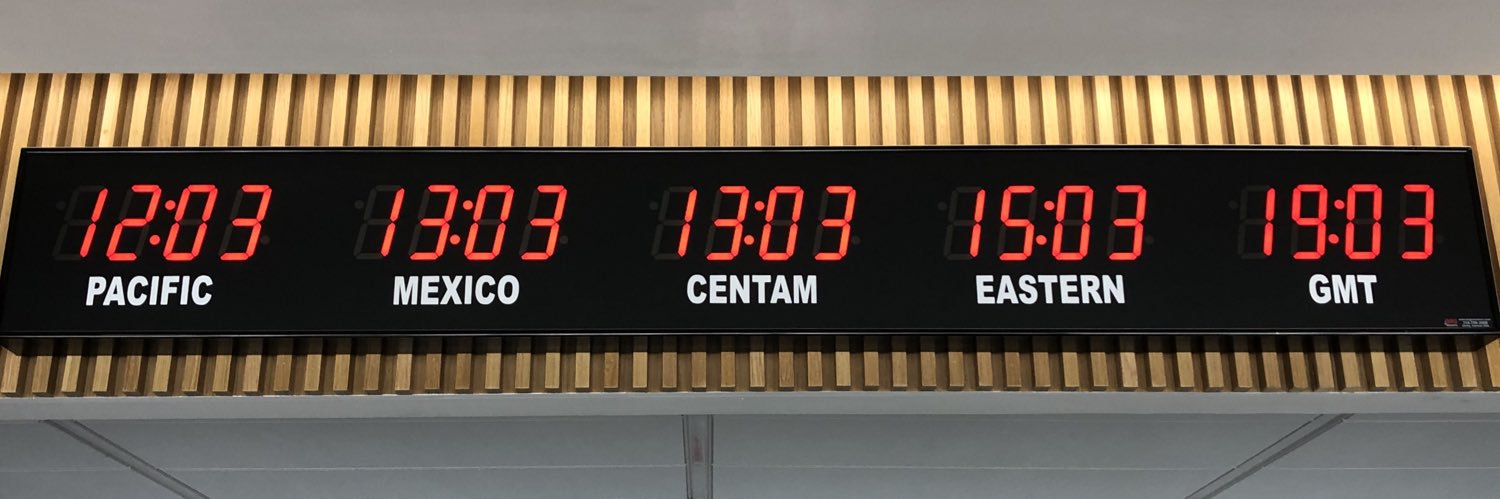 12:03 13:03 13:03 15:03 19:03
PACIFIC MEXICO CENTAM EASTERN GMT